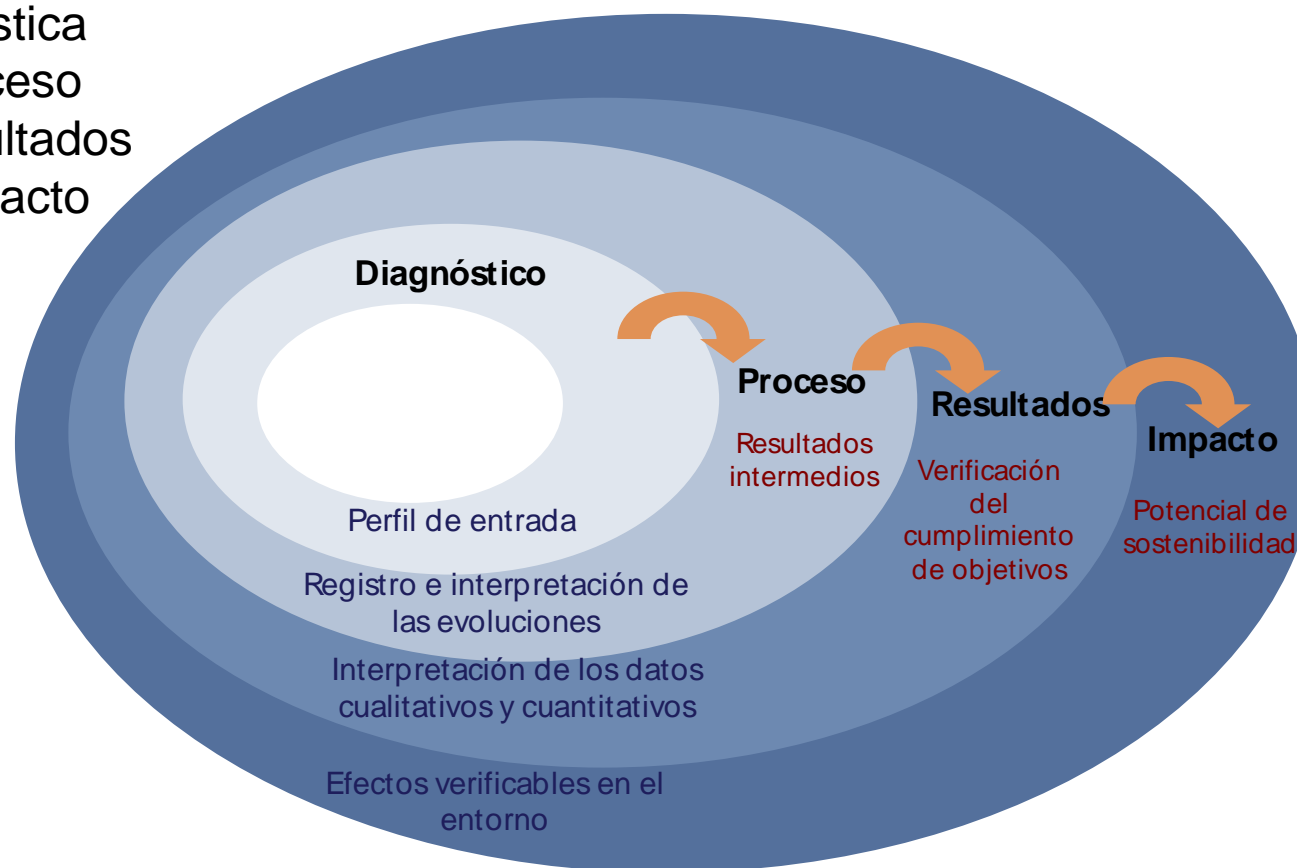 stica
ceso
ultados
acto
Diagnóstico
Proceso
Resultados
intermedios
Resultados
Verificación
del
cumplimiento
de objetivos
Impacto
Potencial de
sostenibilidad
Perfil de entrada
Registro e interpretación de
las evoluciones
Interpretación de los datos
cualitativos y cuantitativos
Efectos verificables en el
entorno